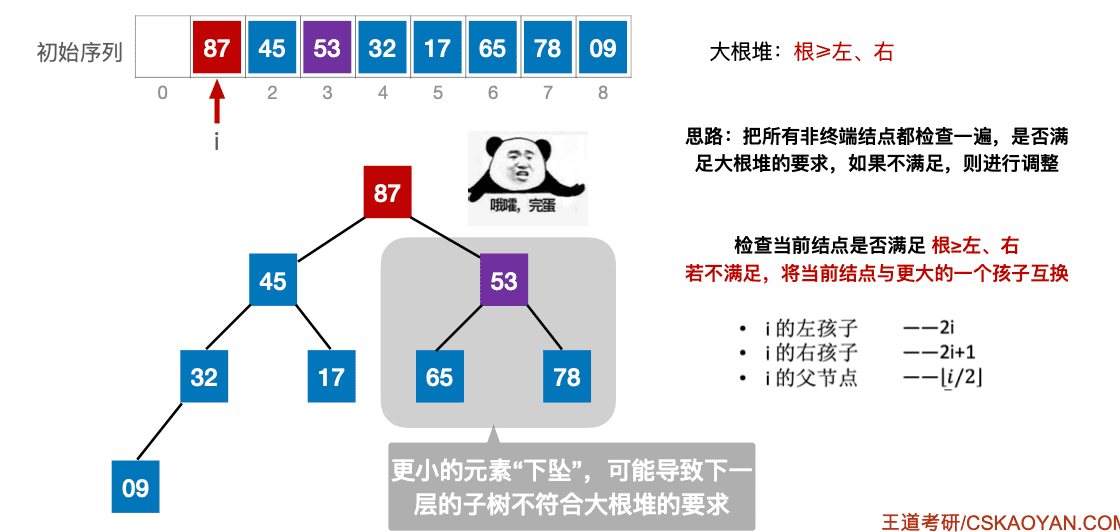 初始序列
87 45 53 32 17 65 78 09
0 2 3 4 5 6 7 8
i
大根堆：根≥左、右
思路：把所有非终端结点都检查一遍，是否满
足大根堆的要求，如果不满足，则进行调整
哦嚯，完蛋
检查当前结点是否满足 根≥左、右
若不满足，将当前结点与更大的一个孩子互换
• i 的左孩子 ——2i
• i 的右孩子 ——2i+1
• i 的父节点 ——⌊i/2⌋
87
45 53
32 17 65 78
09
更小的元素“下坠”，可能导致下一
层的子树不符合大根堆的要求
王道考研/CSKAOYAN.COM